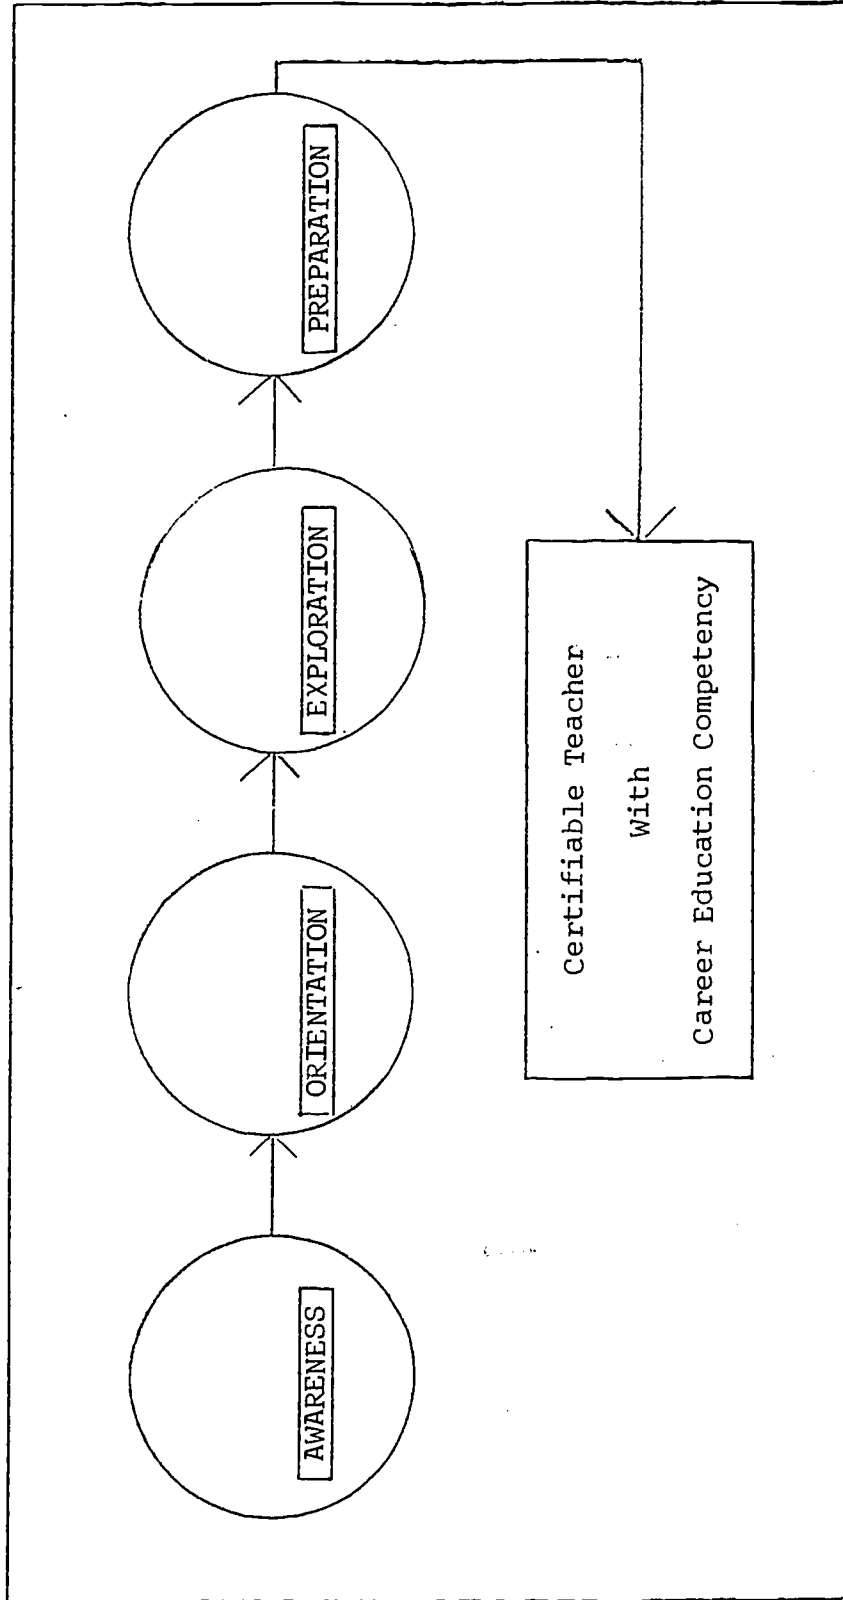 AWARENESS
ORIENTATION
EXPLORATION
PREPARATION
Certifiable Teacher
With
Career Education Competency